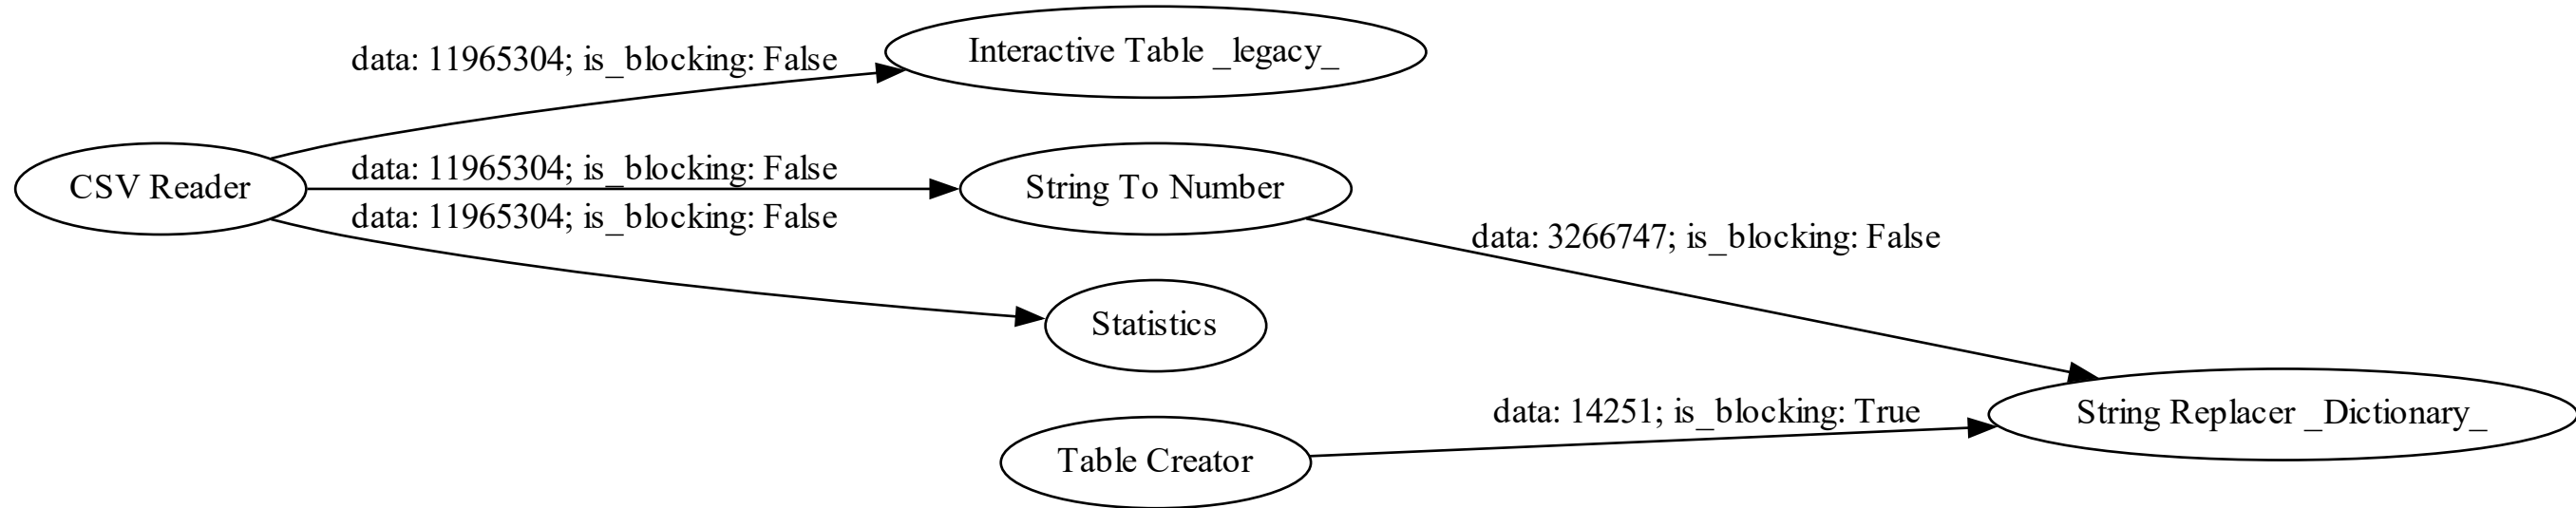 Interactive Table _legacy_
data: 11965304; is_blocking: False
CSV Reader
data: 11965304; is_blocking: False
String To Number
data: 11965304; is_blocking: False
data: 3266747; is_blocking: False
Statistics
data: 14251; is_blocking: True
String Replacer _Dictionary_
Table Creator